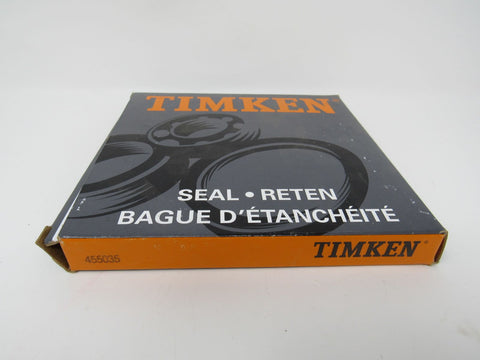 TIMKEN®
SEAL • RETEN
BAGUE D'ÉTANCHÉITÉ
455035 TIMKEN®